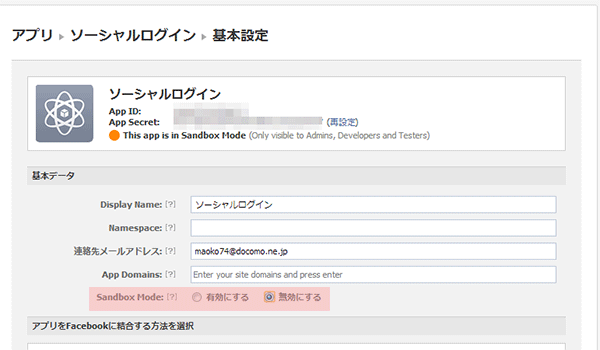 アプリ ▸ ソーシャルログイン ▸ 基本設定
ソーシャルログイン
App ID:
App Secret: (再設定)
This app is in Sandbox Mode (Only visible to Admins, Developers and Testers)
基本データ
Display Name: [?] ソーシャルログイン
Namespace: [?]
連絡先メールアドレス: [?] maoko74@docomo.ne.jp
App Domains: [?] Enter your site domains and press enter
Sandbox Mode: [?] 有効にする 無効にする
アプリをFacebookに結合する方法を選択